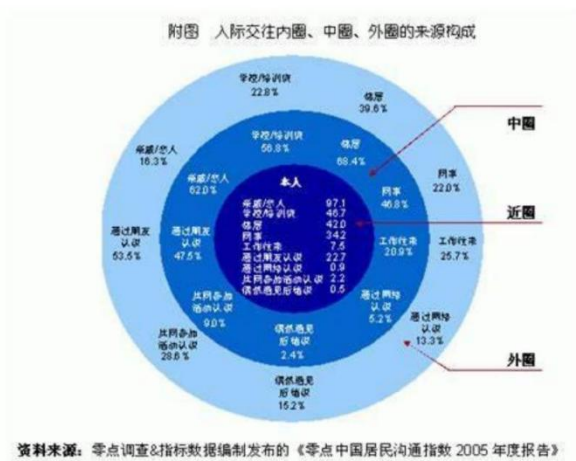 附图 人际交往内圈、中圈、外圈的来源构成
学校/培训班
22.8%
邻居
39.6%
同事
22.0%
工作往来
25.7%
通过网络
认识
13.3%
偶然遇见
后结识
15.2%
共同参加
活动认识
28.6%
通过朋友
认识
53.5%
亲戚/恋人
16.3%
学校/培训班
56.8%
邻居
68.4%
同事
46.8%
工作往来
20.9%
通过网络
认识
5.2%
偶然遇见
后结识
2.4%
共同参加
活动认识
9.0%
通过朋友
认识
47.5%
亲戚/恋人
62.0%
本人
亲戚/恋人 97.1
学校/培训班 46.7
邻居 42.0
同事 34.2
工作往来 7.5
通过朋友认识 22.7
通过网络认识 0.9
共同参加活动认识 2.2
偶然遇见后结识 0.5
中圈
近圈
外圈
资料来源：零点调查&指标数据编制发布的《零点中国居民沟通指数 2005 年度报告》